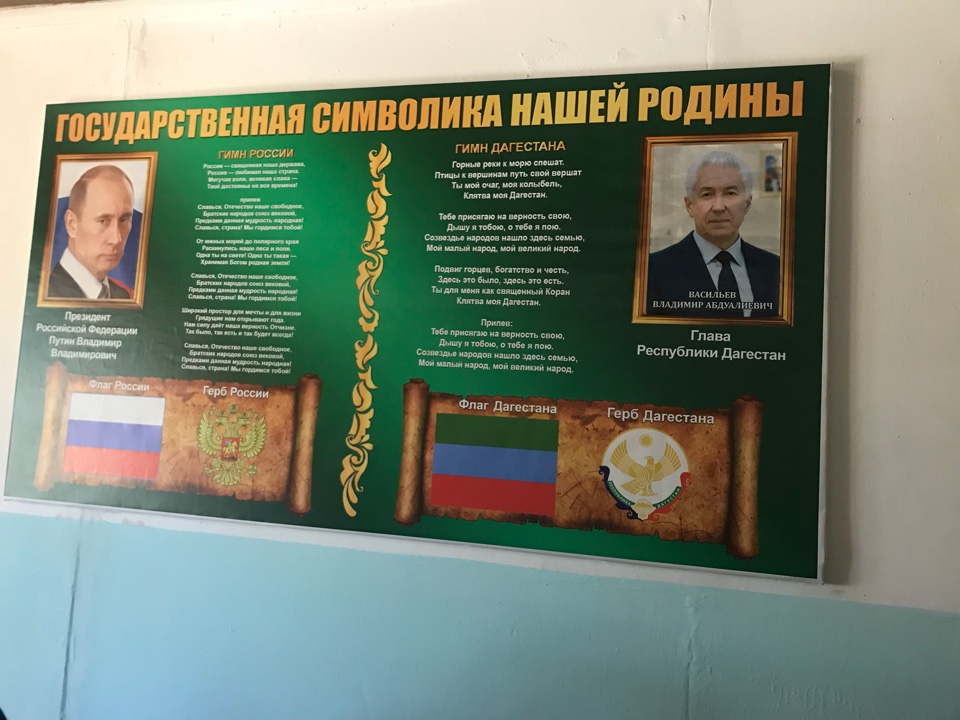 ГОСУДАРСТВЕННАЯ СИМВОЛИКА НАШЕЙ РОДИНЫ
ГИМН РОССИИ
Россия — священная наша держава,
Россия — любимая наша страна.
Могучая воля, великая слава —
Твоё достоянье на все времена!
припев
Славься, Отечество наше свободное,
Братских народов союз вековой,
Предками данная мудрость народная!
Славься, страна! Мы гордимся тобой!
От южных морей до полярного края
Раскинулись наши леса и поля.
Одна ты на свете! Одна ты такая —
Хранимая Богом родная земля!
Славься, Отечество наше свободное,
Братских народов союз вековой,
Предками данная мудрость народная!
Славься, страна! Мы гордимся тобой!
Широкий простор для мечты и для жизни
Грядущие нам открывают года.
Нам силу даёт наша верность Отчизне.
Так было, так есть и так будет всегда!
Славься, Отечество наше свободное,
Братских народов союз вековой,
Предками данная мудрость народная!
Славься, страна! Мы гордимся тобой!
Президент
Российской Федерации
Путин Владимир
Владимирович
Флаг России
Герб России
ГИМН ДАГЕСТАНА
Горные реки к морю спешат.
Птицы к вершинам путь свой вершат
Ты мой очаг, моя колыбель,
Клятва моя Дагестан.
Тебе присягаю на верность свою,
Дышу я тобою, о тебе я пою.
Созвездье народов нашло здесь семью,
Мой малый народ, мой великий народ.
Подвиг горцев, богатство и честь,
Здесь это было, здесь это есть.
Ты для меня как священный Коран
Клятва моя Дагестан.
Припев:
Тебе присягаю на верность свою,
Дышу я тобою, о тебе я пою.
Созвездье народов нашло здесь семью,
Мой малый народ, мой великий народ.
ВАСИЛЬЕВ
ВЛАДИМИР АБДУАЛИЕВИЧ
Глава
Республики Дагестан
Флаг Дагестана
Герб Дагестана